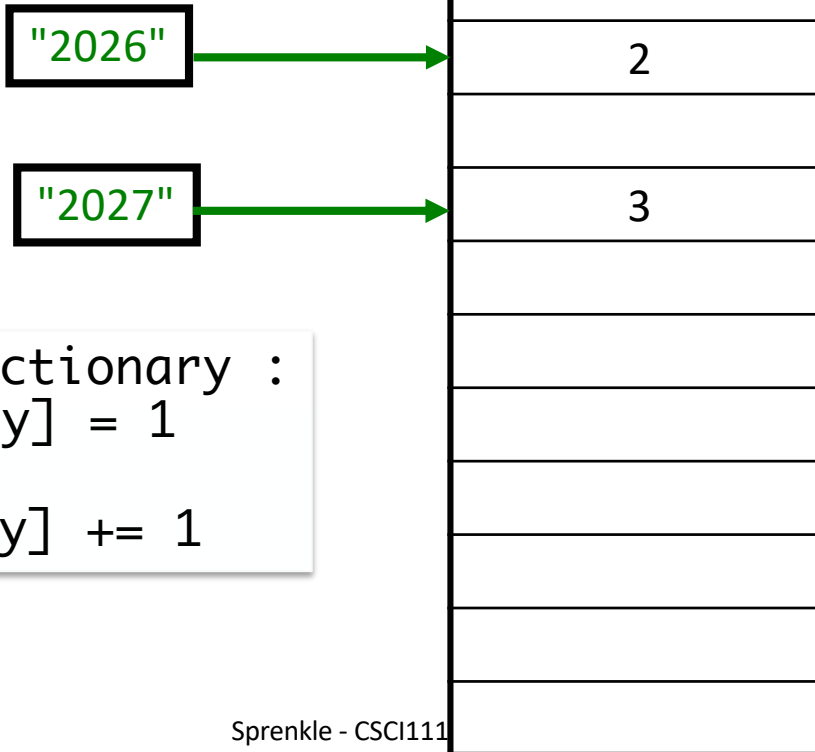 "2026" 2
"2027" 3
ctionary :
y] = 1
y] += 1
Sprenkle - CSCI111